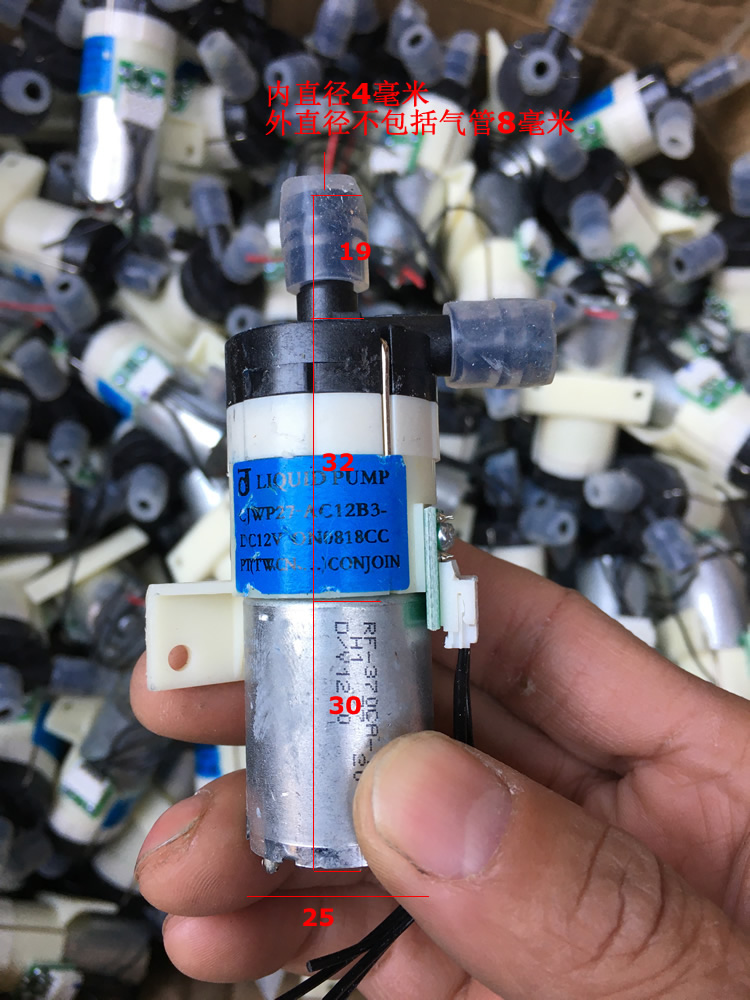 内直径4毫米
外直径不包括气管8毫米
19
32
LIQUID PUMP
CJWP27-AC12B3-
DC12V
CONJOIN
30
H1
25